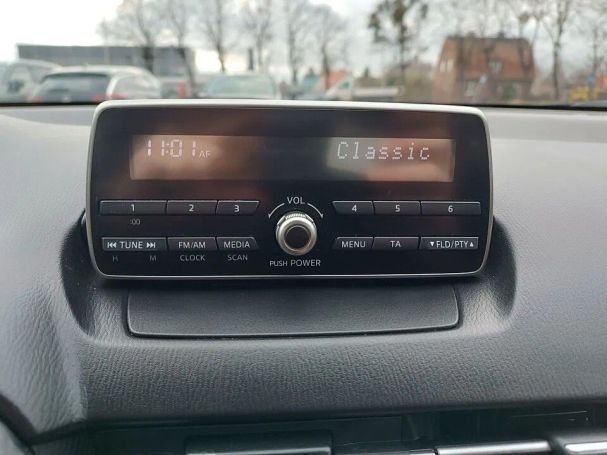 11:01 AF Classic
VOL
1 2 3 4 5 6
:00
⏮ TUNE ⏭ FM/AM MEDIA MENU TA ▼FLD/PTY▲
H M CLOCK SCAN PUSH POWER